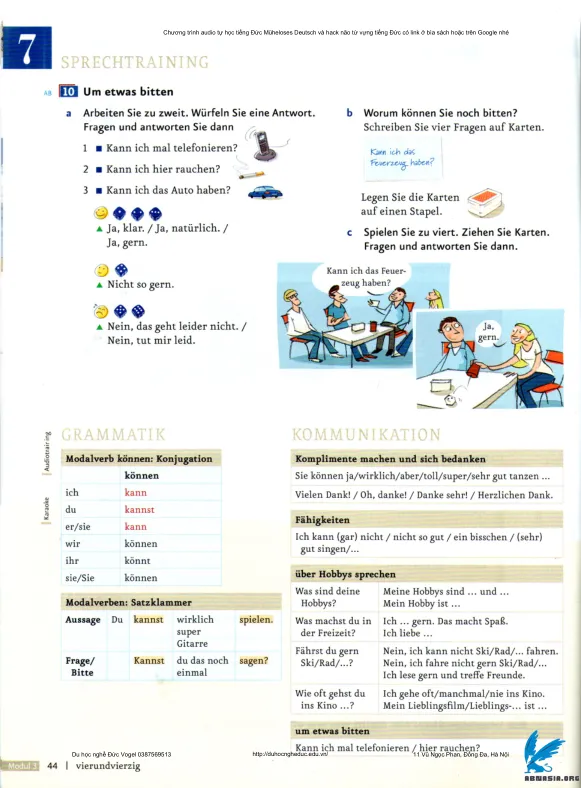 Chương trình audio tự học tiếng Đức Müheloses Deutsch và hack não từ vựng tiếng Đức có link ở bìa sách hoặc trên Google nhé
7
SPRECHTRAINING
AB 10 Um etwas bitten
a Arbeiten Sie zu zweit. Würfeln Sie eine Antwort.
Fragen und antworten Sie dann
1 ■ Kann ich mal telefonieren?
2 ■ Kann ich hier rauchen?
3 ■ Kann ich das Auto haben?
▲ Ja, klar. / Ja, natürlich. /
Ja, gern.
▲ Nicht so gern.
▲ Nein, das geht leider nicht. /
Nein, tut mir leid.
b Worum können Sie noch bitten?
Schreiben Sie vier Fragen auf Karten.
Kann ich das
Feuerzeug haben?
Legen Sie die Karten
auf einen Stapel.
c Spielen Sie zu viert. Ziehen Sie Karten.
Fragen und antworten Sie dann.
Kann ich das Feuer-
zeug haben?
Ja,
gern.
Audiotraining
Karaoke
GRAMMATIK
Modalverb können: Konjugation
können
ich kann
du kannst
er/sie kann
wir können
ihr könnt
sie/Sie können
Modalverben: Satzklammer
Aussage Du kannst wirklich spielen.
super
Gitarre
Frage/ Kannst du das noch sagen?
Bitte einmal
KOMMUNIKATION
Komplimente machen und sich bedanken
Sie können ja/wirklich/aber/toll/super/sehr gut tanzen ...
Vielen Dank! / Oh, danke! / Danke sehr! / Herzlichen Dank.
Fähigkeiten
Ich kann (gar) nicht / nicht so gut / ein bisschen / (sehr)
gut singen/...
über Hobbys sprechen
Was sind deine Meine Hobbys sind ... und ...
Hobbys? Mein Hobby ist ...
Was machst du in Ich ... gern. Das macht Spaß.
der Freizeit? Ich liebe ...
Fährst du gern Nein, ich kann nicht Ski/Rad/... fahren.
Ski/Rad/...? Nein, ich fahre nicht gern Ski/Rad/...
Ich lese gern und treffe Freunde.
Wie oft gehst du Ich gehe oft/manchmal/nie ins Kino.
ins Kino ...? Mein Lieblingsfilm/Lieblings-... ist ...
um etwas bitten
Kann ich mal telefonieren / hier rauchen?
Du học nghề Đức Vogel 0387569513
http://duhocngheduc.edu.vn/
11 Vũ Ngọc Phan, Đống Đa, Hà Nội
Modul 3 44 | vierundvierzig
ABMASIA.ORG